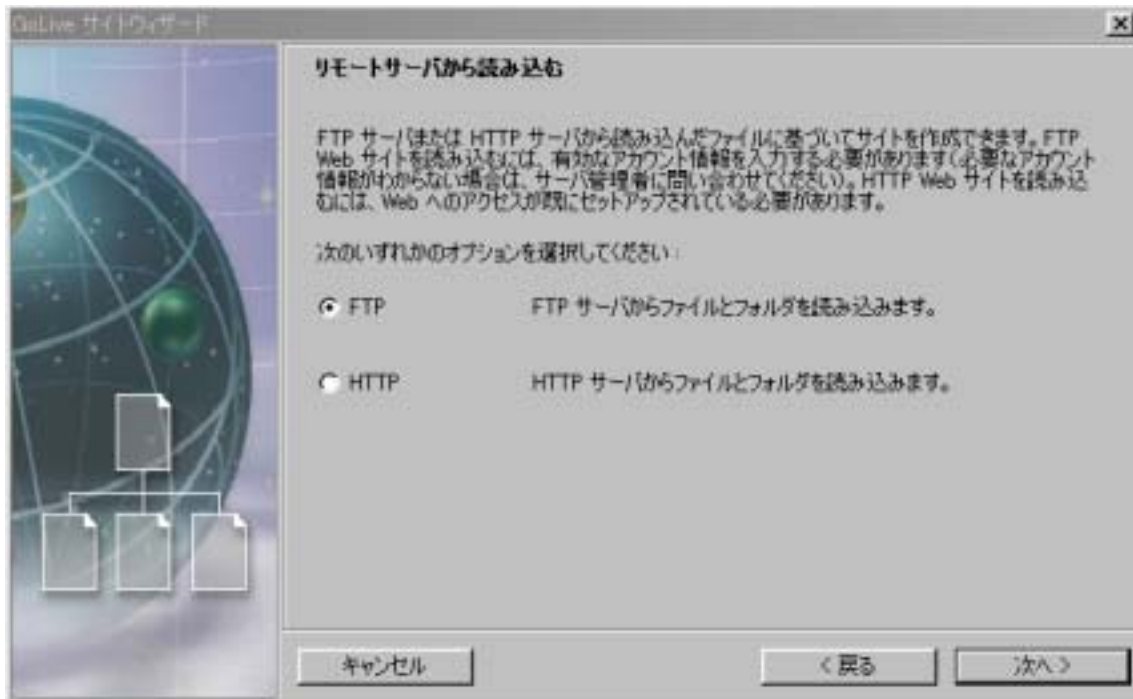 GoLive サイトウィザード
リモートサーバから読み込む
FTP サーバまたは HTTP サーバから読み込んだファイルに基づいてサイトを作成できます。FTP
Web サイトを読み込むには、有効なアカウント情報を入力する必要があります(必要なアカウント
情報がわからない場合は、サーバ管理者に問い合わせてください)。HTTP Web サイトを読み込
むには、Web へのアクセスが既にセットアップされている必要があります。
次のいずれかのオプションを選択してください:
FTP FTP サーバからファイルとフォルダを読み込みます。
HTTP HTTP サーバからファイルとフォルダを読み込みます。
キャンセル < 戻る 次へ >